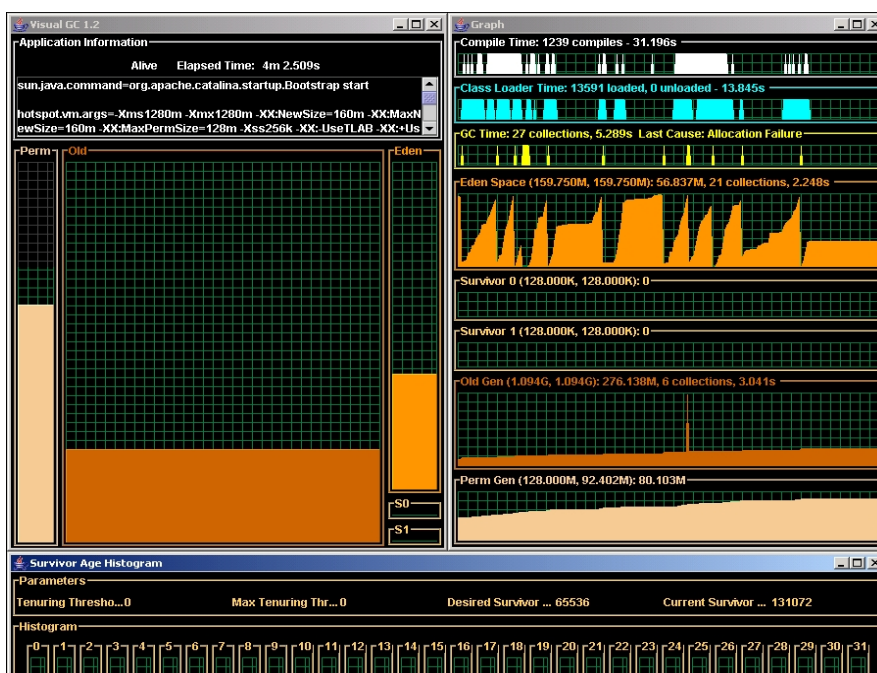 Visual GC 1.2
Application Information
Alive Elapsed Time: 4m 2.509s
sun.java.command=org.apache.catalina.startup.Bootstrap start
hotspot.vm.args=-Xms1280m -Xmx1280m -XX:NewSize=160m -XX:MaxN
ewSize=160m -XX:MaxPermSize=128m -Xss256k -XX:-UseTLAB -XX:+Us
Perm
Old
Eden
S0
S1
Graph
Compile Time: 1239 compiles - 31.196s
Class Loader Time: 13591 loaded, 0 unloaded - 13.845s
GC Time: 27 collections, 5.289s Last Cause: Allocation Failure
Eden Space (159.750M, 159.750M): 56.837M, 21 collections, 2.248s
Survivor 0 (128.000K, 128.000K): 0
Survivor 1 (128.000K, 128.000K): 0
Old Gen (1.094G, 1.094G): 276.138M, 6 collections, 3.041s
Perm Gen (128.000M, 92.402M): 80.103M
Survivor Age Histogram
Parameters
Tenuring Thresho...0 Max Tenuring Thr...0 Desired Survivor ... 65536 Current Survivor ... 131072
Histogram
0 1 2 3 4 5 6 7 8 9 10 11 12 13 14 15 16 17 18 19 20 21 22 23 24 25 26 27 28 29 30 31